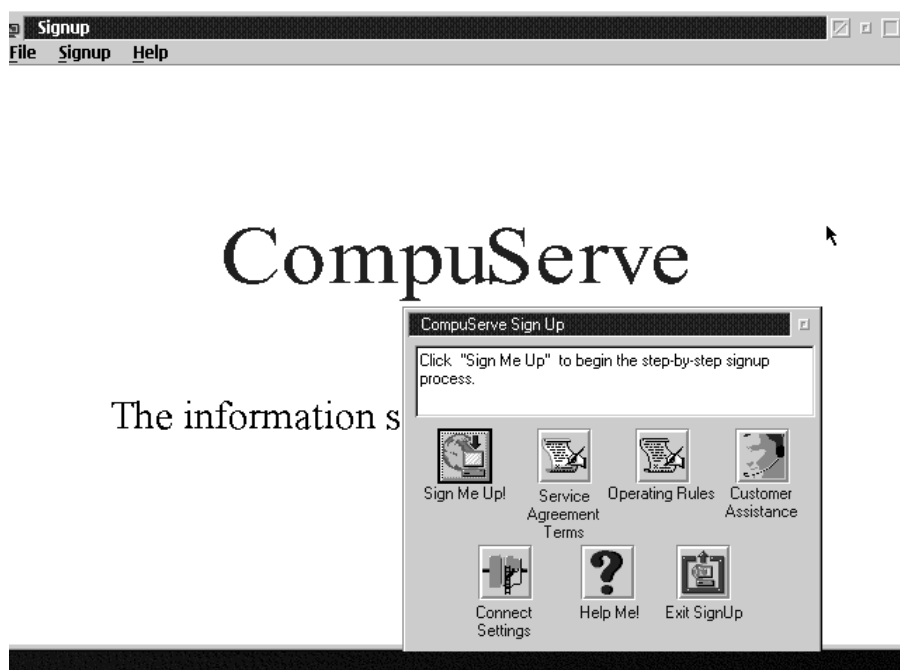 Signup
File Signup Help
CompuServe
CompuServe Sign Up
Click "Sign Me Up" to begin the step-by-step signup
process.
The information s
Sign Me Up!
Service
Agreement
Terms
Operating Rules
Customer
Assistance
Connect
Settings
Help Me!
Exit SignUp